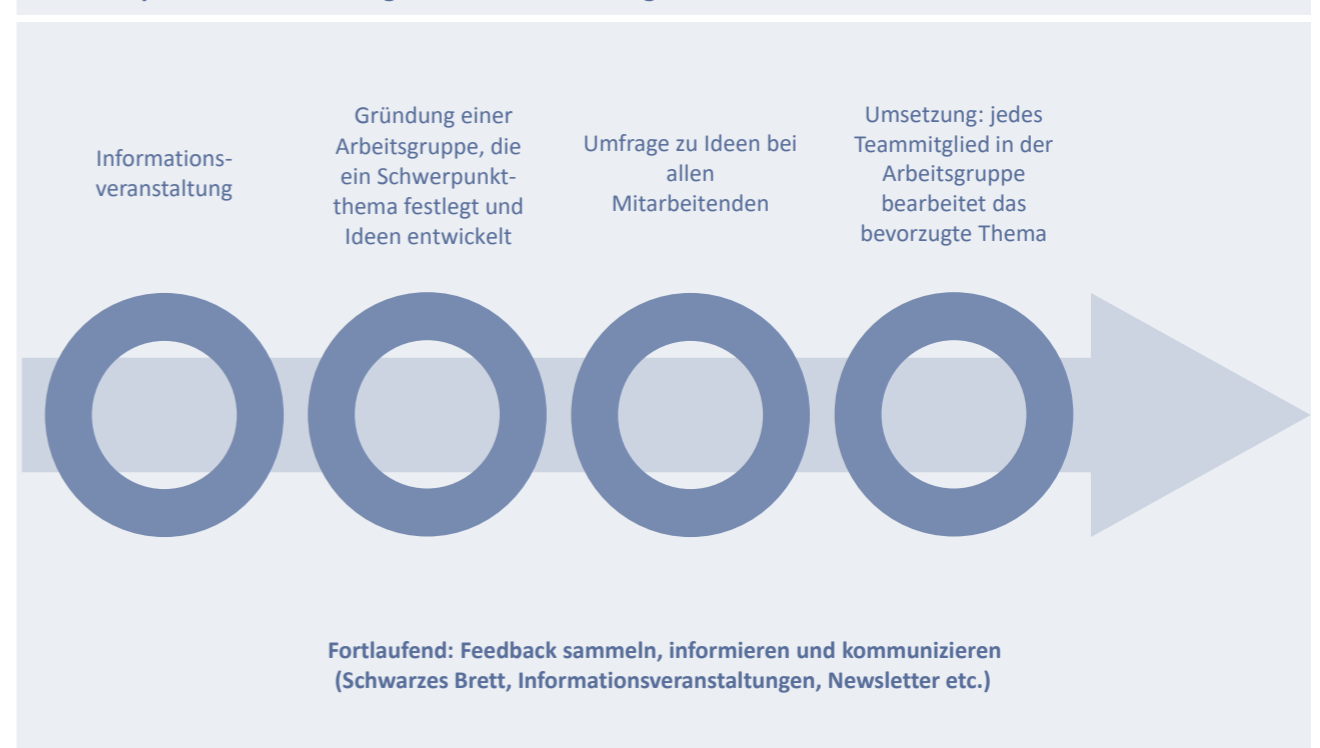 Informations-
veranstaltung
Gründung einer
Arbeitsgruppe, die
ein Schwerpunkt-
thema festlegt und
Ideen entwickelt
Umfrage zu Ideen bei
allen
Mitarbeitenden
Umsetzung: jedes
Teammitglied in der
Arbeitsgruppe
bearbeitet das
bevorzugte Thema
Fortlaufend: Feedback sammeln, informieren und kommunizieren
(Schwarzes Brett, Informationsveranstaltungen, Newsletter etc.)